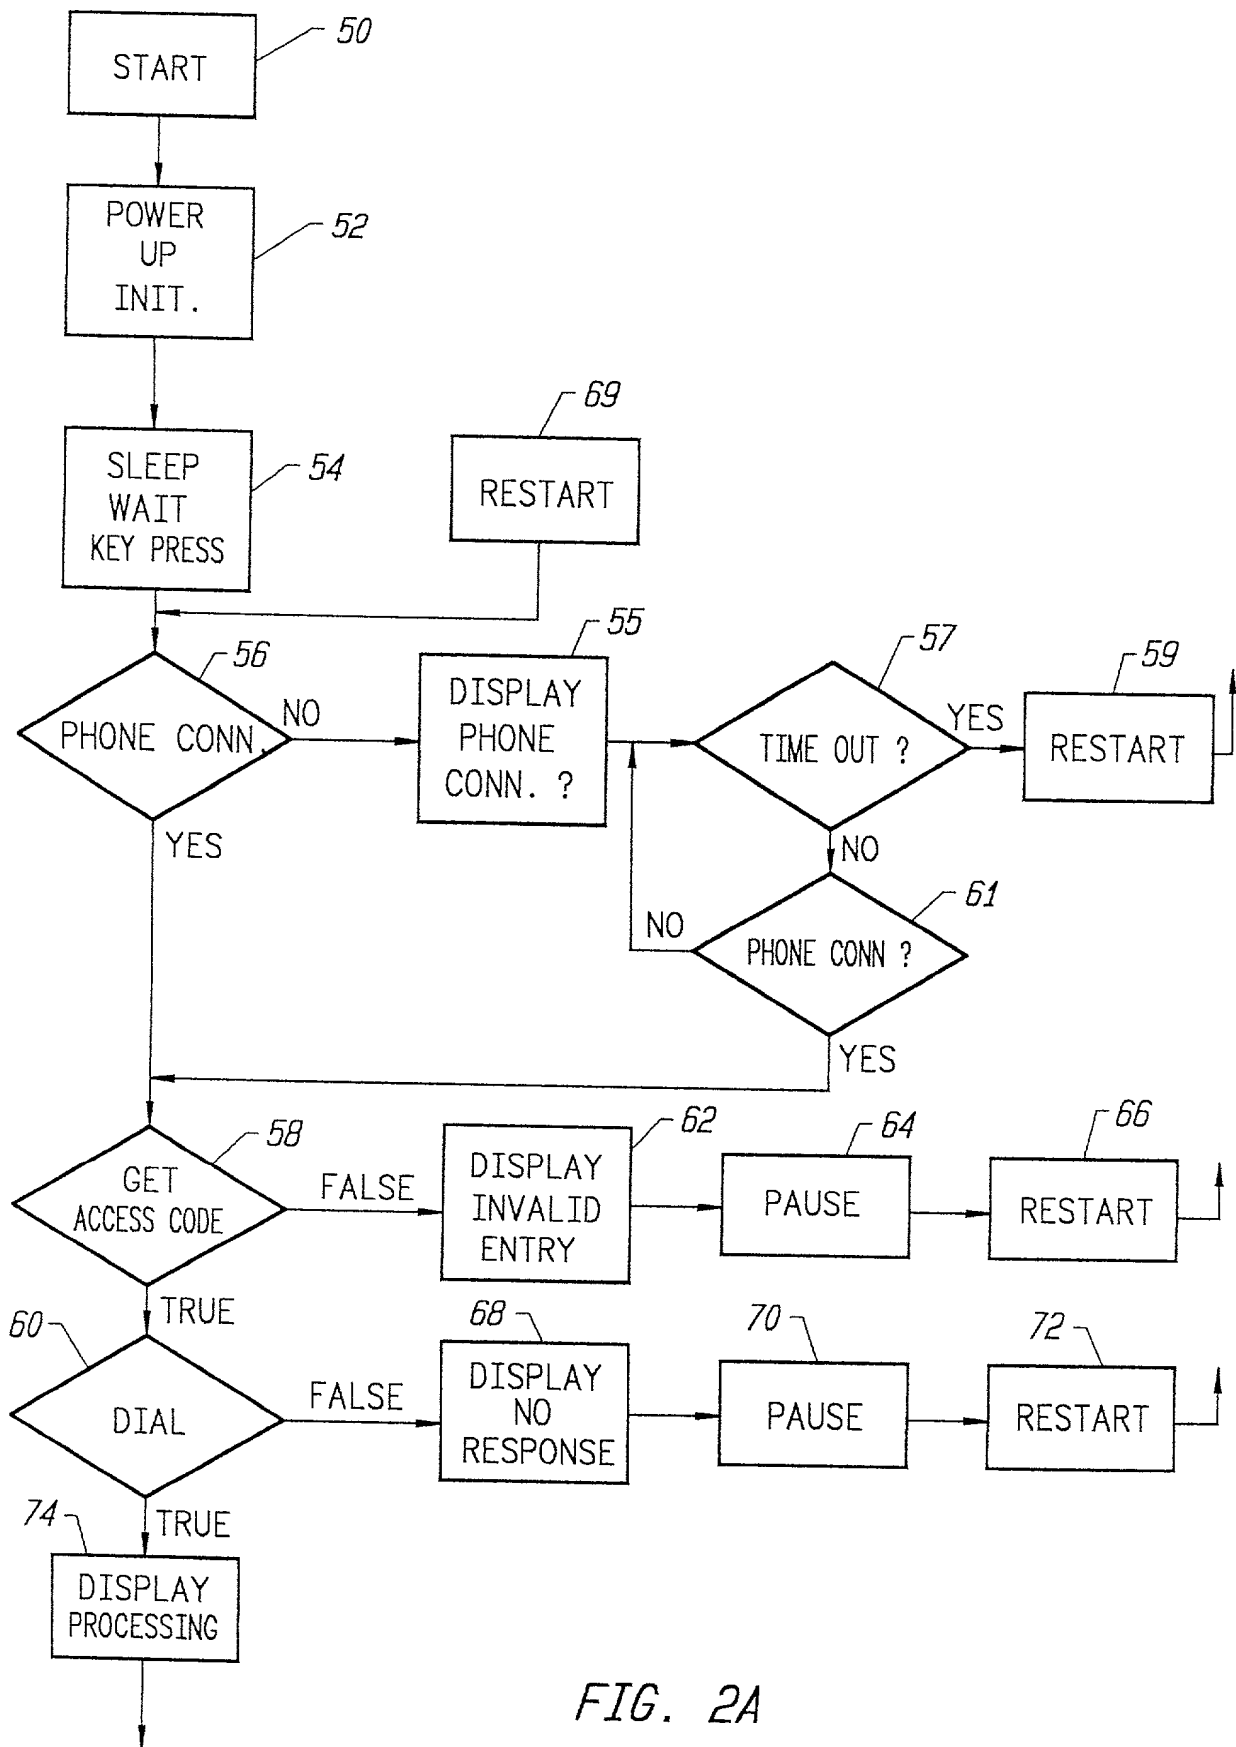 50
START
POWER
UP
INIT.
52
69
SLEEP
WAIT
KEY PRESS
54
RESTART
56
PHONE CONN.
NO
55
DISPLAY
PHONE
CONN. ?
57
TIME OUT ?
YES
59
RESTART
YES
NO
61
PHONE CONN ?
NO
YES
58
GET
ACCESS CODE
FALSE
62
DISPLAY
INVALID
ENTRY
64
PAUSE
66
RESTART
TRUE
60
DIAL
FALSE
68
DISPLAY
NO
RESPONSE
70
PAUSE
72
RESTART
TRUE
74
DISPLAY
PROCESSING
FIG. 2A